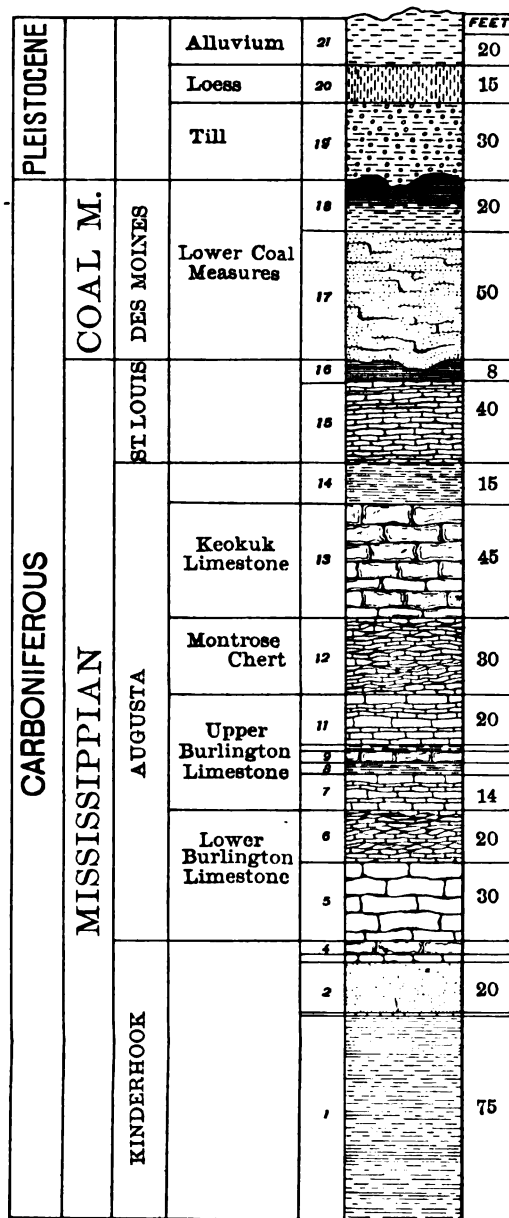 FEET
PLEISTOCENE
Alluvium 21 20
Loess 20 15
Till 19 30
CARBONIFEROUS
COAL M.
DES MOINES
Lower Coal
Measures
18 20
17 50
MISSISSIPPIAN
ST LOUIS
16 8
15 40
AUGUSTA
14 15
Keokuk
Limestone
13 45
Montrose
Chert
12 30
Upper
Burlington
Limestone
11 20
9
8
7 14
Lower
Burlington
Limestone
6 20
5 30
KINDERHOOK
4
2 20
1 75